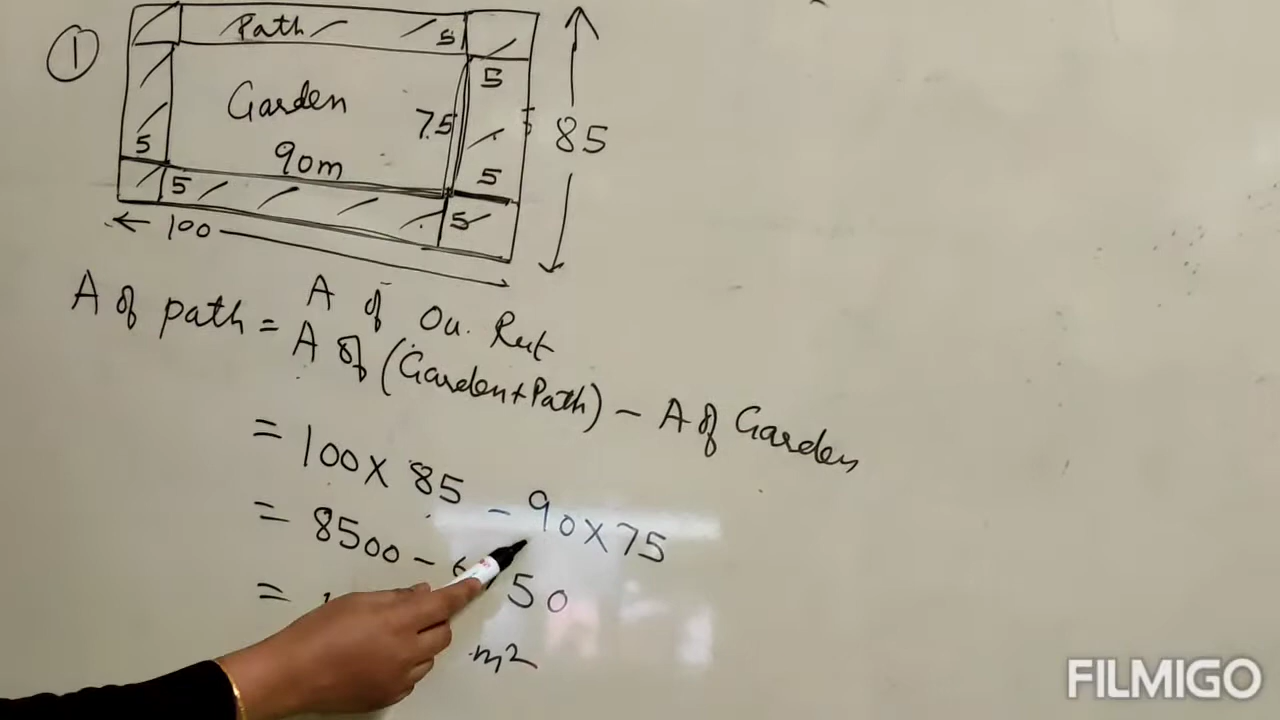 ①
Path 5
5
Garden
75
= 85
5
90m
5
5
5
100
A of Ou. Rect
A of path = A of (Garden + Path) - A of Garden
= 100 x 85 - 90 x 75
= 8500 - 50
=
m2
FILMIGO